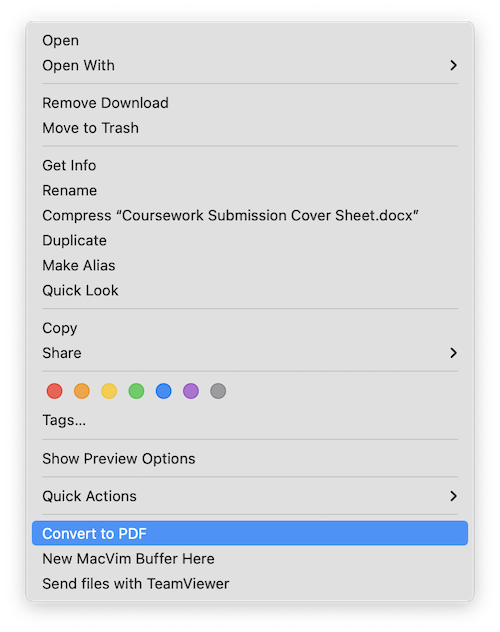 Open
Open With
Remove Download
Move to Trash
Get Info
Rename
Compress “Coursework Submission Cover Sheet.docx”
Duplicate
Make Alias
Quick Look
Copy
Share
Tags...
Show Preview Options
Quick Actions
Convert to PDF
New MacVim Buffer Here
Send files with TeamViewer